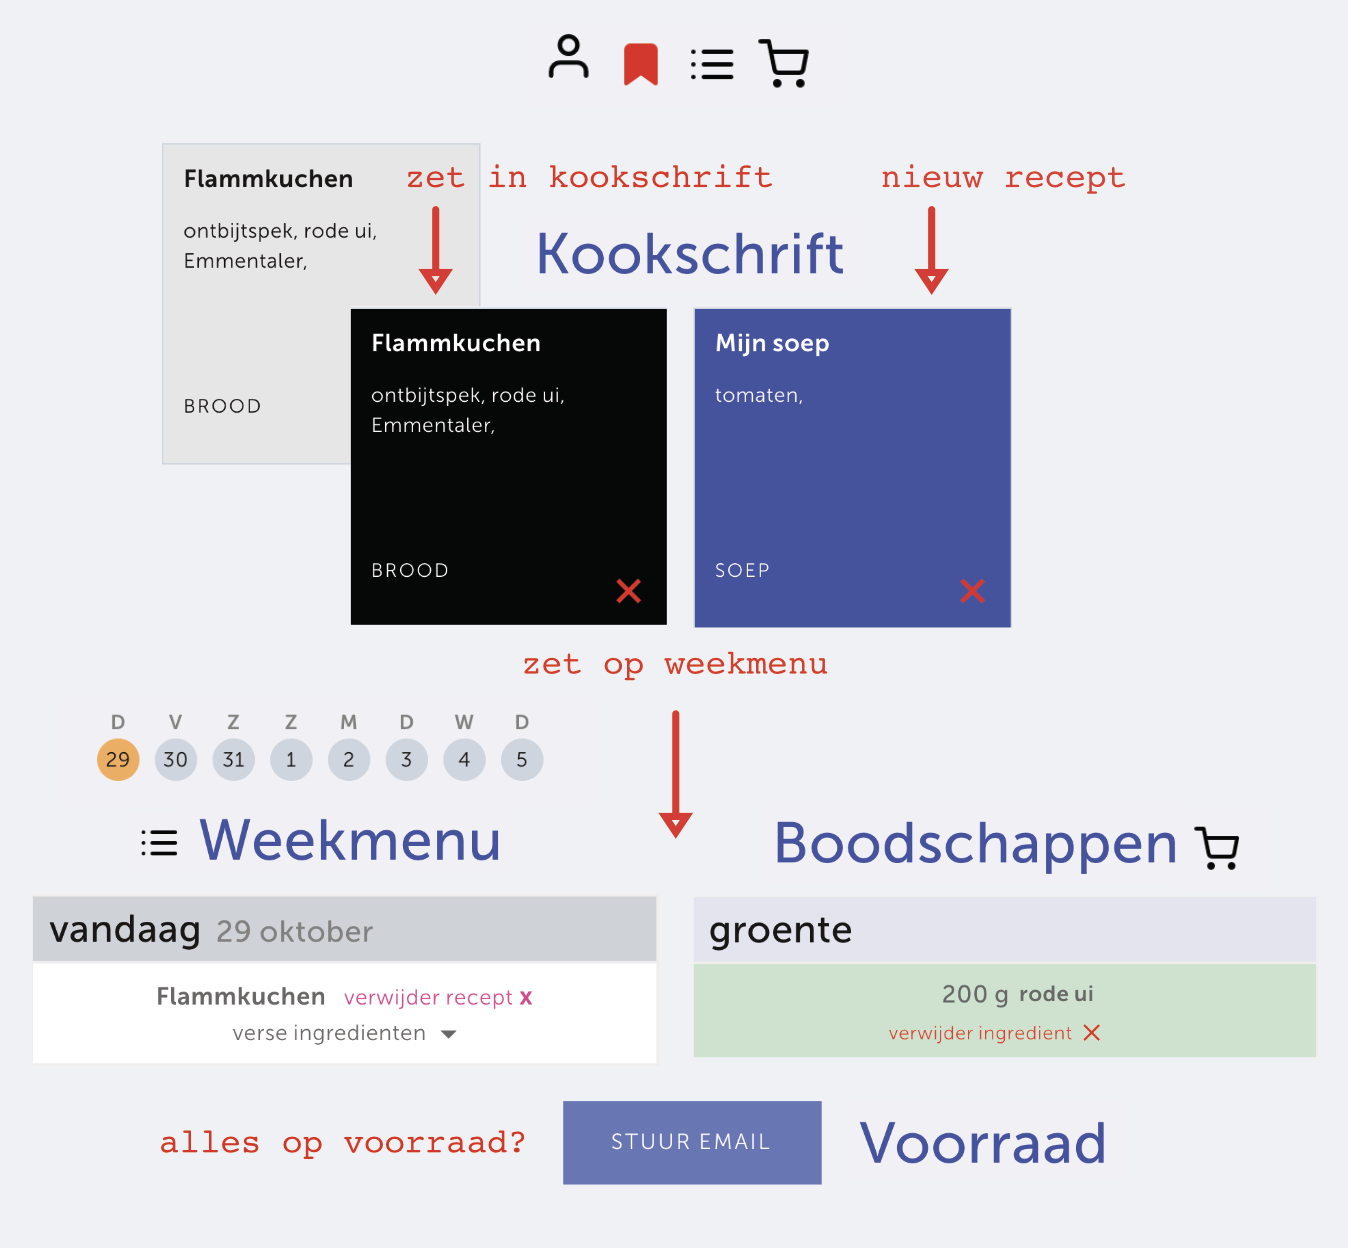 Flammkuchen
ontbijtspek, rode ui,
Emmentaler,
BROOD
zet in kookschrift
nieuw recept
Kookschrift
Flammkuchen
ontbijtspek, rode ui,
Emmentaler,
BROOD
Mijn soep
tomaten,
SOEP
zet op weekmenu
D V Z Z M D W D
29 30 31 1 2 3 4 5
Weekmenu
vandaag 29 oktober
Flammkuchen verwijder recept x
verse ingredienten
Boodschappen
groente
200 g rode ui
verwijder ingredient
alles op voorraad?
STUUR EMAIL
Voorraad